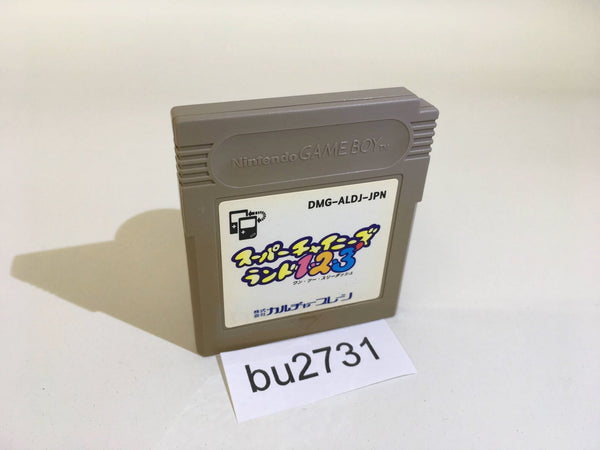 Nintendo GAME BOY TM
DMG-ALDJ-JPN
スーパーチャイニーズ
ランド1・2・3'
ワン・ツー・スリーダッシュ
株式会社 カルチャーブレーン
bu2731